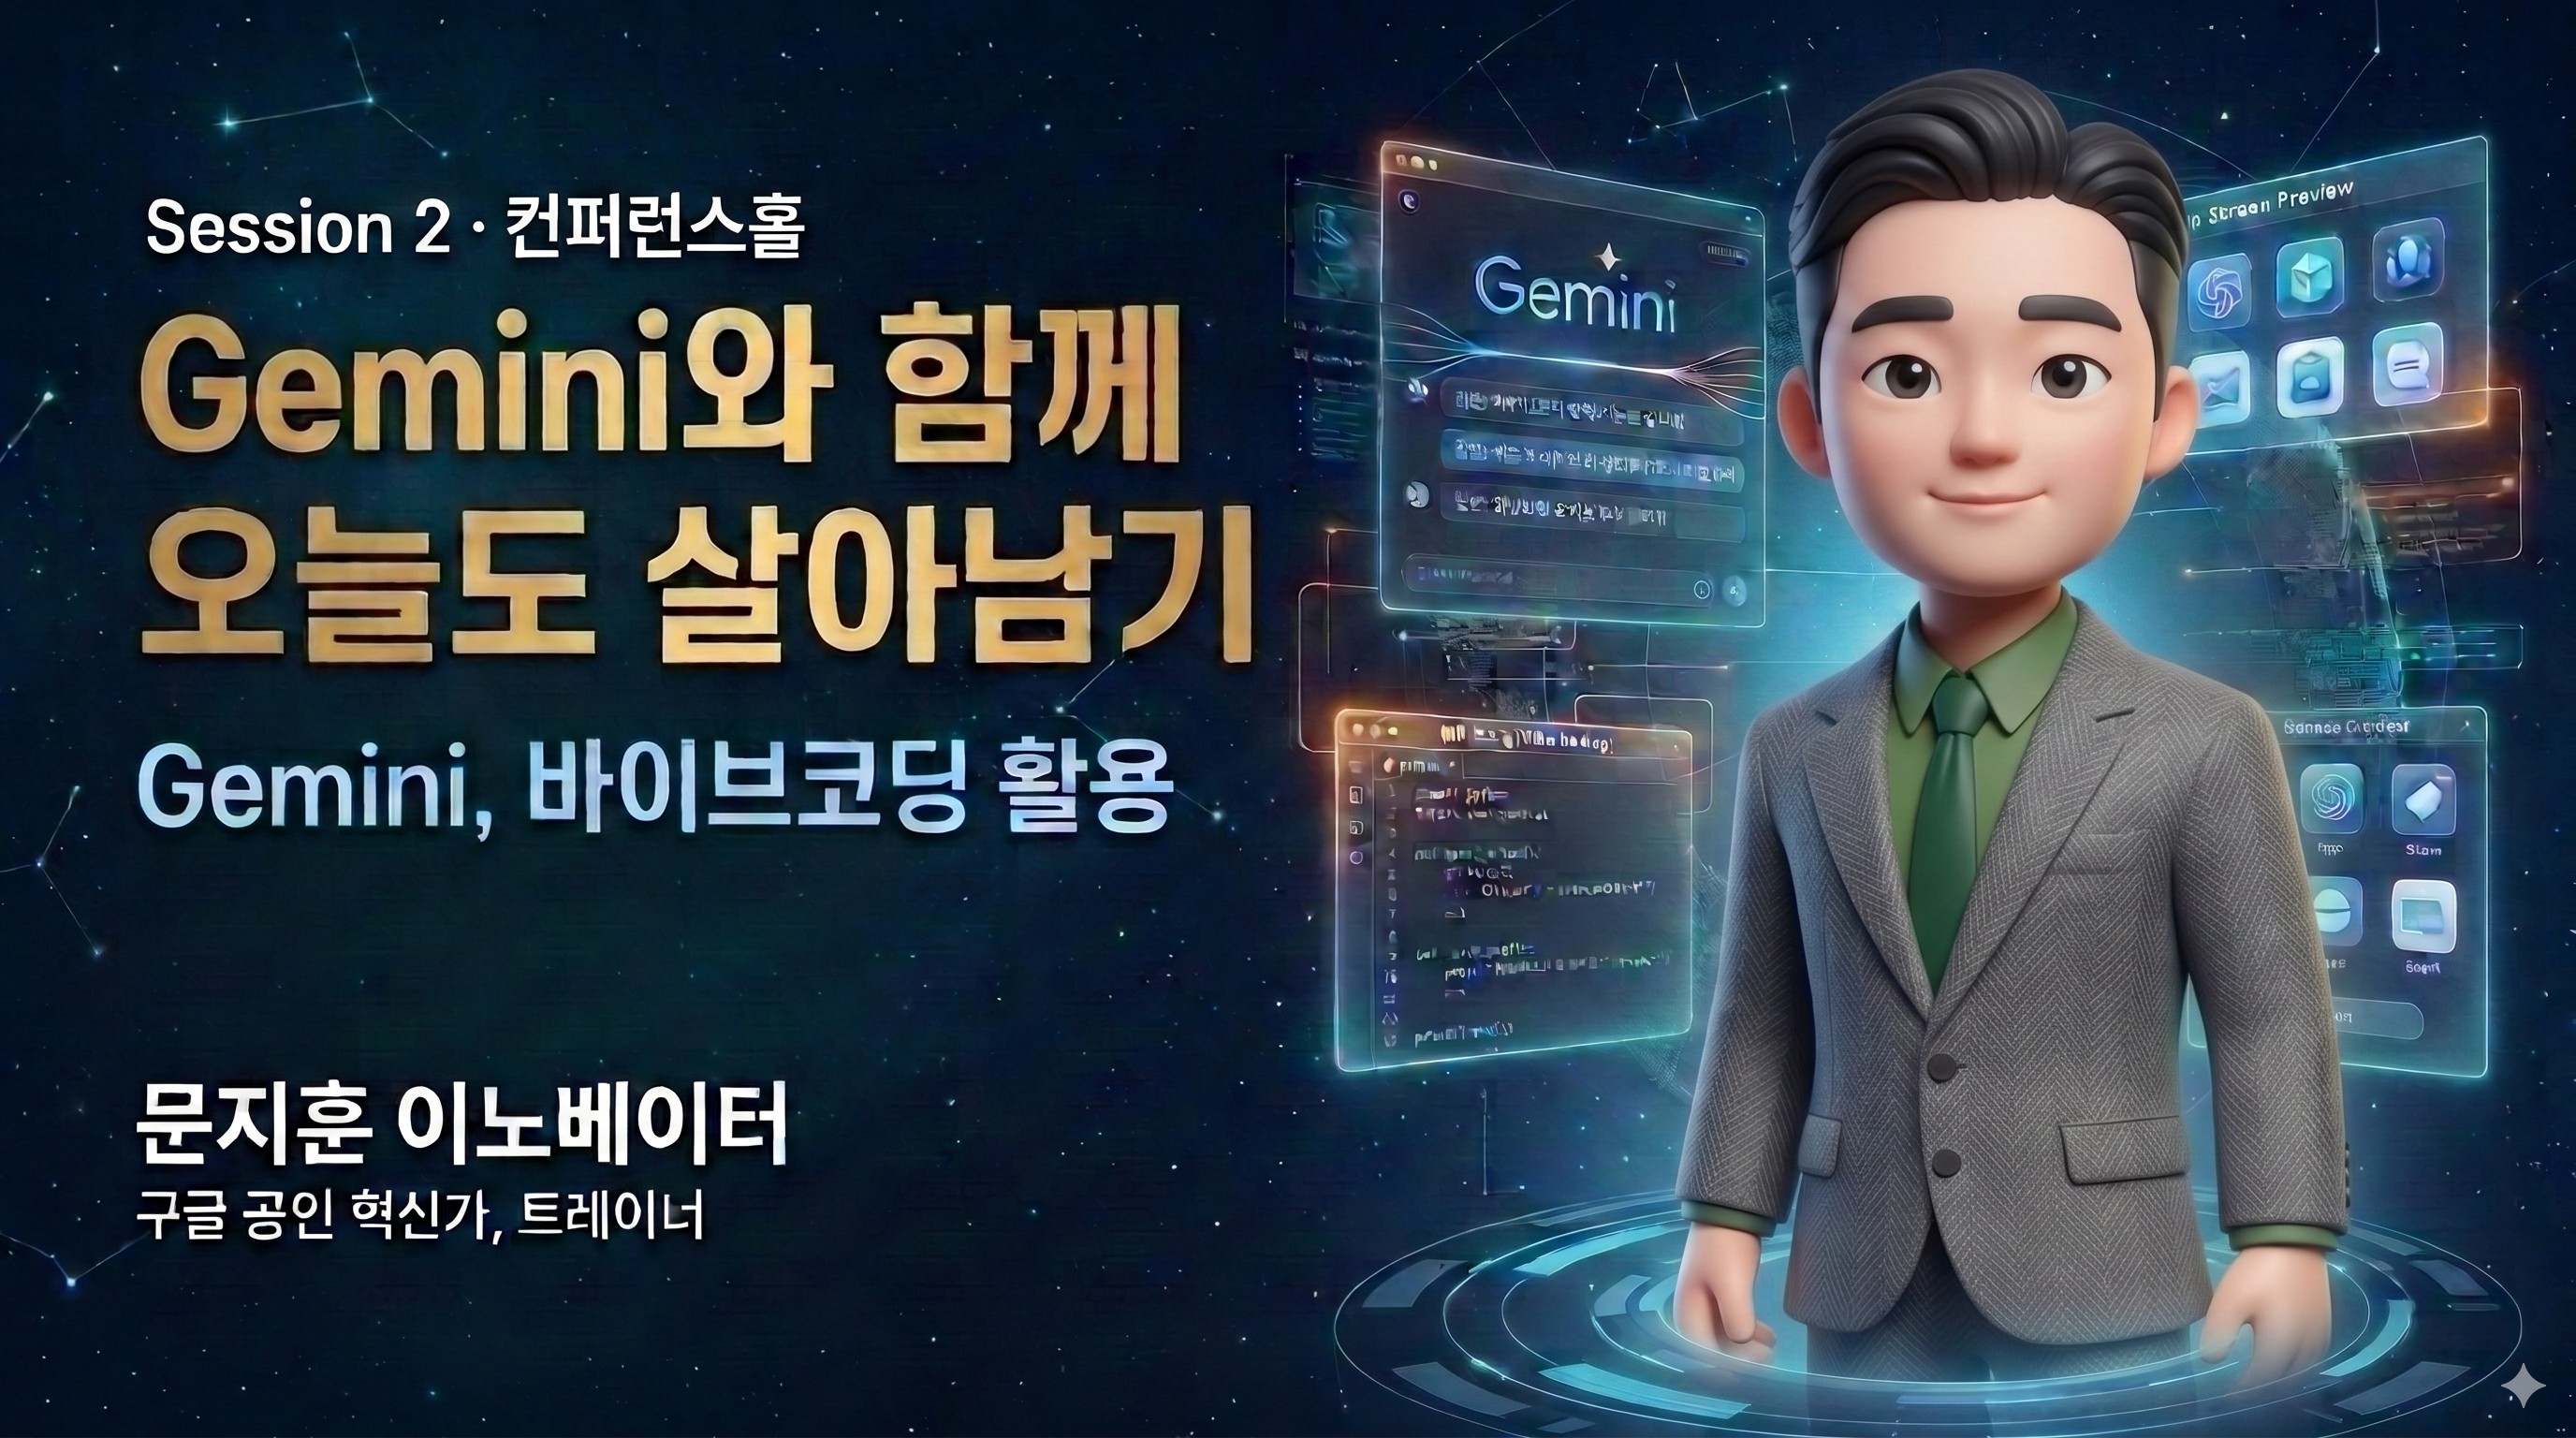 Session 2 · 컨퍼런스홀
Gemini와 함께
오늘도 살아남기
Gemini, 바이브코딩 활용
문지훈 이노베이터
구글 공인 혁신가, 트레이너
Gemini
Screen Preview